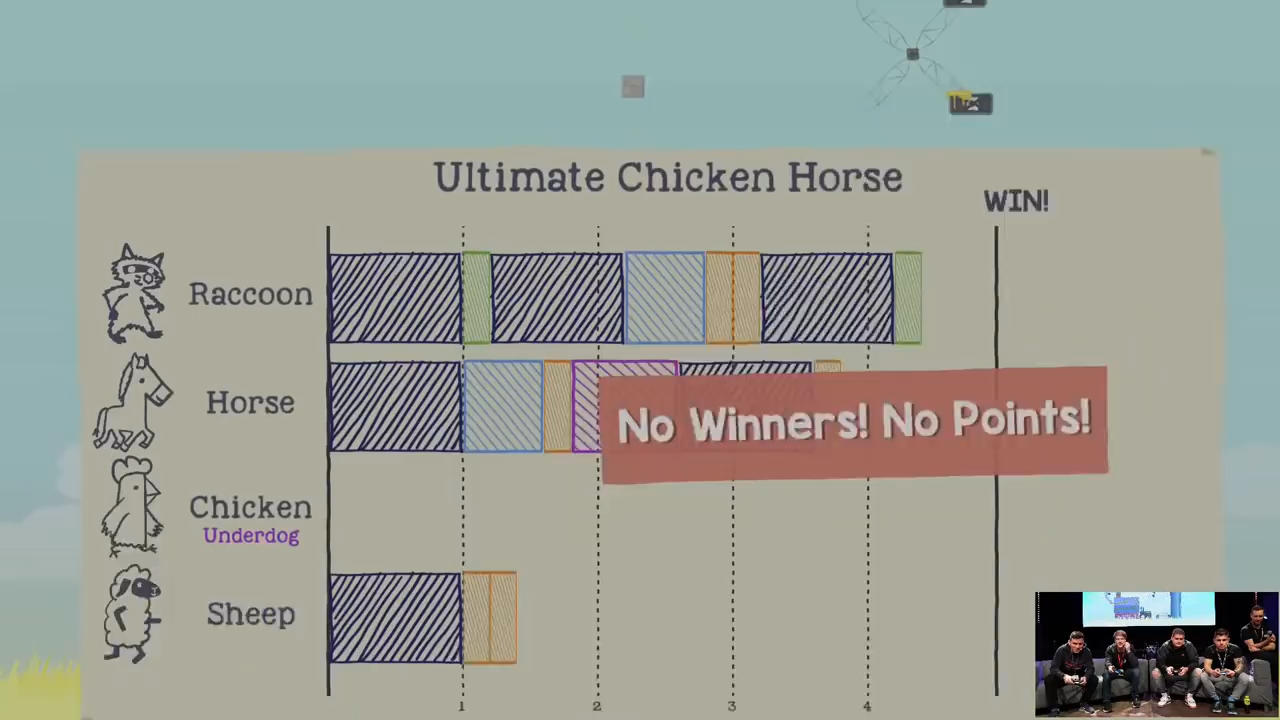 Ultimate Chicken Horse
WIN!
Raccoon
Horse
No Winners! No Points!
Chicken
Underdog
Sheep
1 2 3 4